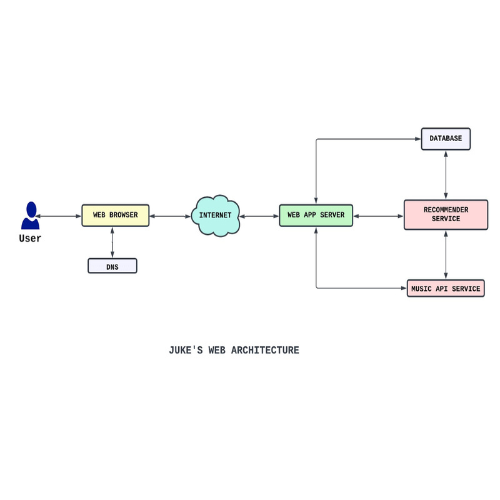 DATABASE
WEB BROWSER
INTERNET
WEB APP SERVER
RECOMMENDER
SERVICE
User
DNS
MUSIC API SERVICE
JUKE'S WEB ARCHITECTURE